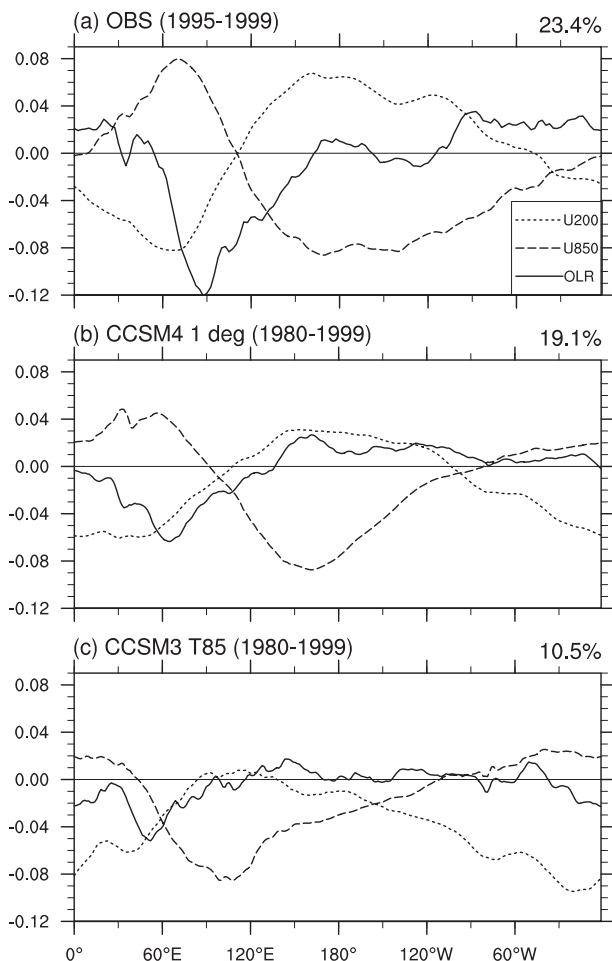 (a) OBS (1995-1999) 23.4%
0.08
0.04
0.00
-0.04
-0.08
-0.12
U200
U850
OLR
(b) CCSM4 1 deg (1980-1999) 19.1%
0.08
0.04
0.00
-0.04
-0.08
-0.12
(c) CCSM3 T85 (1980-1999) 10.5%
0.08
0.04
0.00
-0.04
-0.08
-0.12
0° 60°E 120°E 180° 120°W 60°W